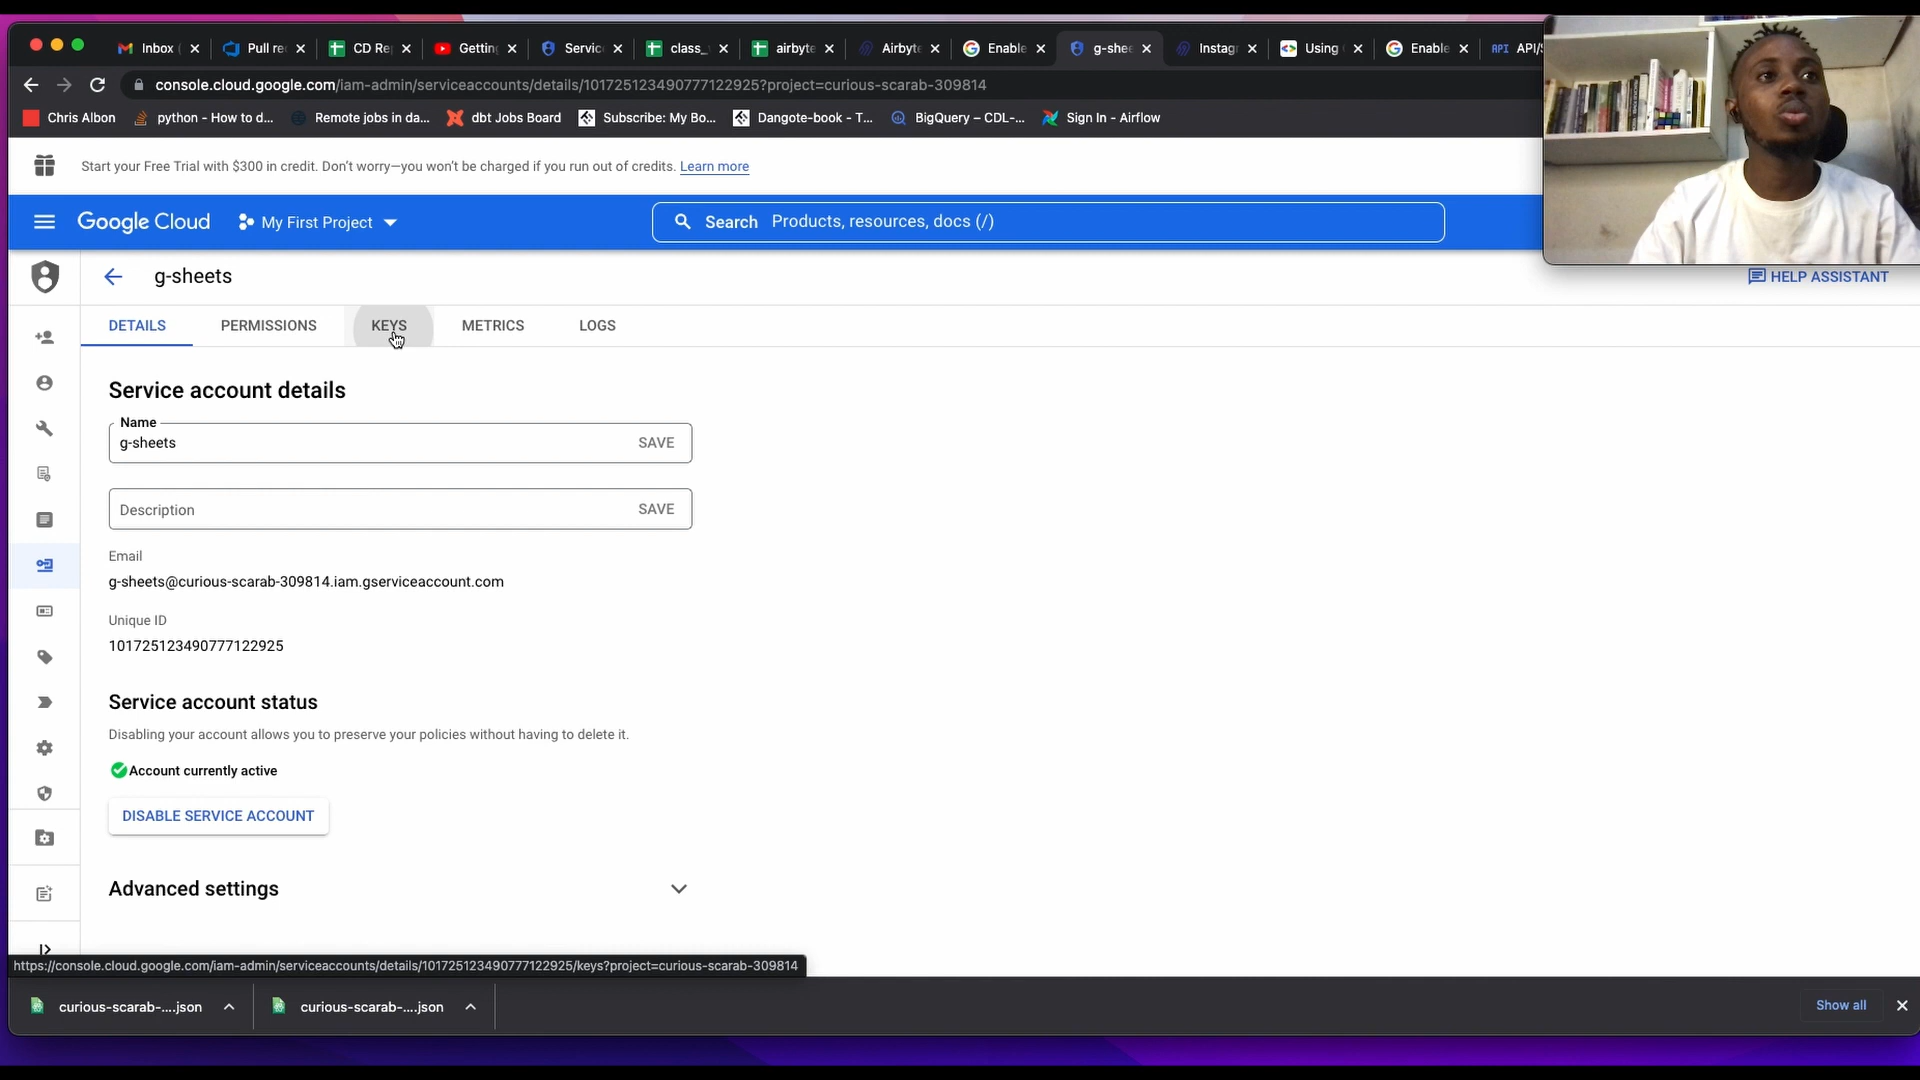 Inbox (
Pull re
CD Re
Getting
Servic
class_
airbyte
Airbyte
Enable
g-shee
Instag
Using
Enable
API API/S
console.cloud.google.com/iam-admin/serviceaccounts/details/101725123490777122925?project=curious-scarab-309814
Chris Albon
python - How to d...
Remote jobs in da...
dbt Jobs Board
Subscribe: My Bo...
Dangote-book - T...
BigQuery – CDL-...
Sign In - Airflow
Start your Free Trial with $300 in credit. Don't worry—you won't be charged if you run out of credits. Learn more
Google Cloud
My First Project
Search Products, resources, docs (/)
g-sheets
HELP ASSISTANT
DETAILS
PERMISSIONS
KEYS
METRICS
LOGS
Service account details
Name
g-sheets
SAVE
Description
SAVE
Email
g-sheets@curious-scarab-309814.iam.gserviceaccount.com
Unique ID
101725123490777122925
Service account status
Disabling your account allows you to preserve your policies without having to delete it.
Account currently active
DISABLE SERVICE ACCOUNT
Advanced settings
https://console.cloud.google.com/iam-admin/serviceaccounts/details/101725123490777122925/keys?project=curious-scarab-309814
curious-scarab-....json
curious-scarab-....json
Show all